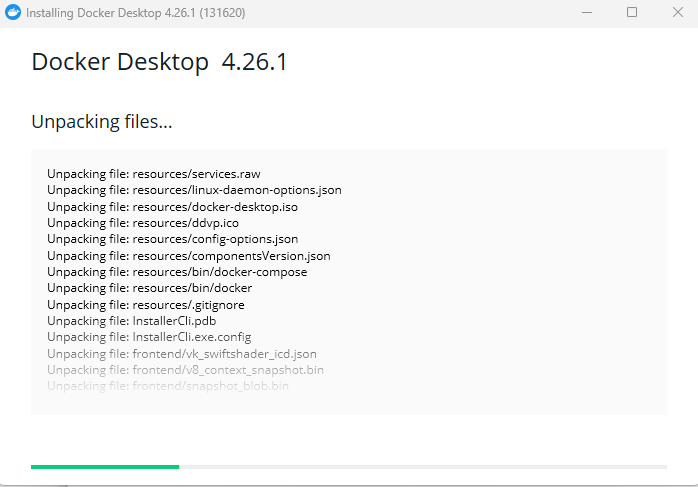 Installing Docker Desktop 4.26.1 (131620)
Docker Desktop 4.26.1
Unpacking files...
Unpacking file: resources/services.raw
Unpacking file: resources/linux-daemon-options.json
Unpacking file: resources/docker-desktop.iso
Unpacking file: resources/ddvp.ico
Unpacking file: resources/config-options.json
Unpacking file: resources/componentsVersion.json
Unpacking file: resources/bin/docker-compose
Unpacking file: resources/bin/docker
Unpacking file: resources/.gitignore
Unpacking file: InstallerCli.pdb
Unpacking file: InstallerCli.exe.config
Unpacking file: frontend/vk_swiftshader_icd.json
Unpacking file: frontend/v8_context_snapshot.bin
Unpacking file: frontend/snapshot_blob.bin